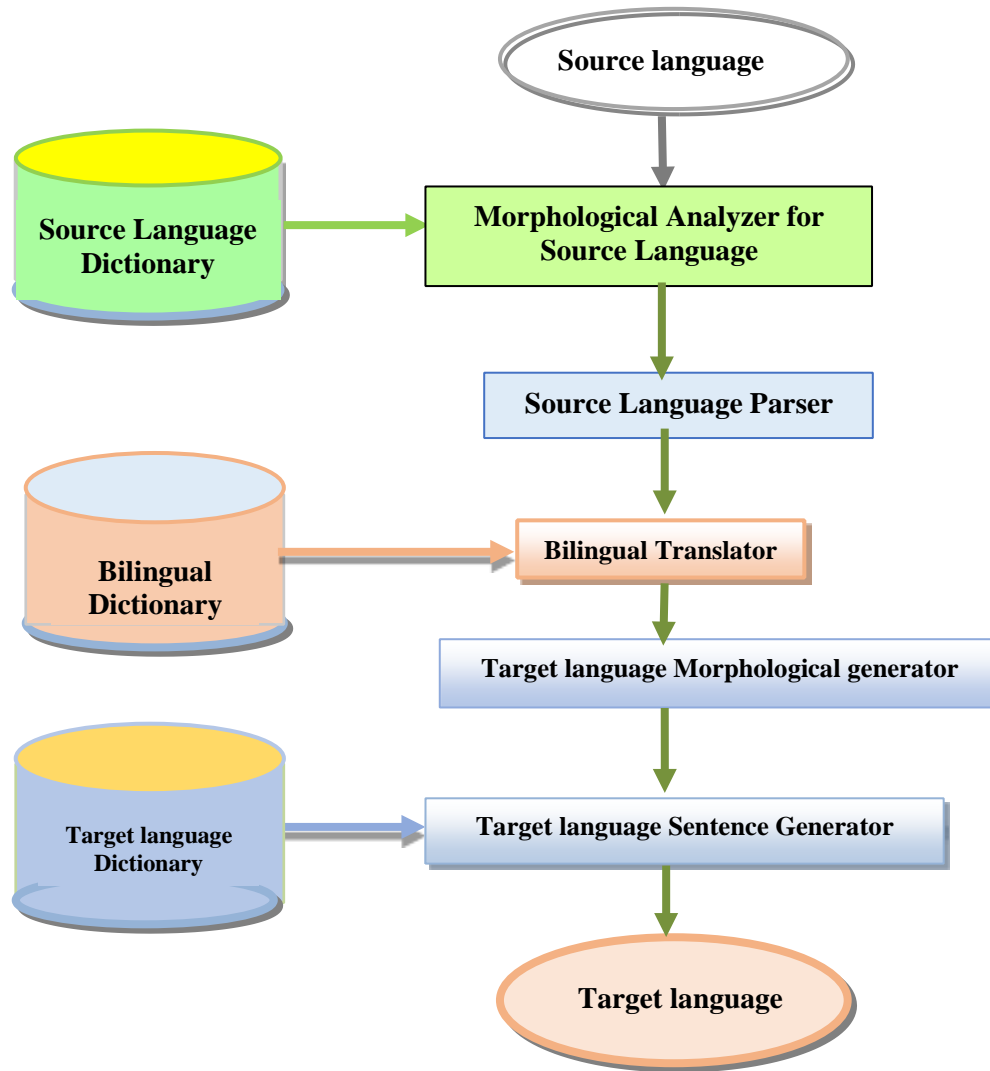 Source language
Morphological Analyzer for
Source Language
Source Language
Dictionary
Source Language Parser
Bilingual Translator
Bilingual
Dictionary
Target language Morphological generator
Target language Sentence Generator
Target language
Dictionary
Target language